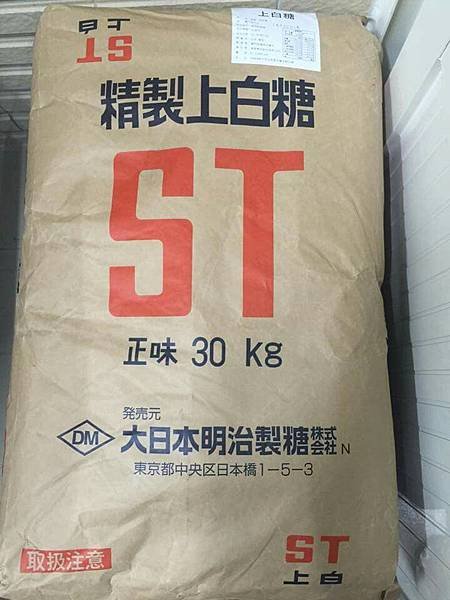 ST
上白
上白糖
精製上白糖
ST
正味 30 kg
発売元
DM 大日本明治製糖株式会社 N
東京都中央区日本橋1-5-3
取扱注意
ST
上白